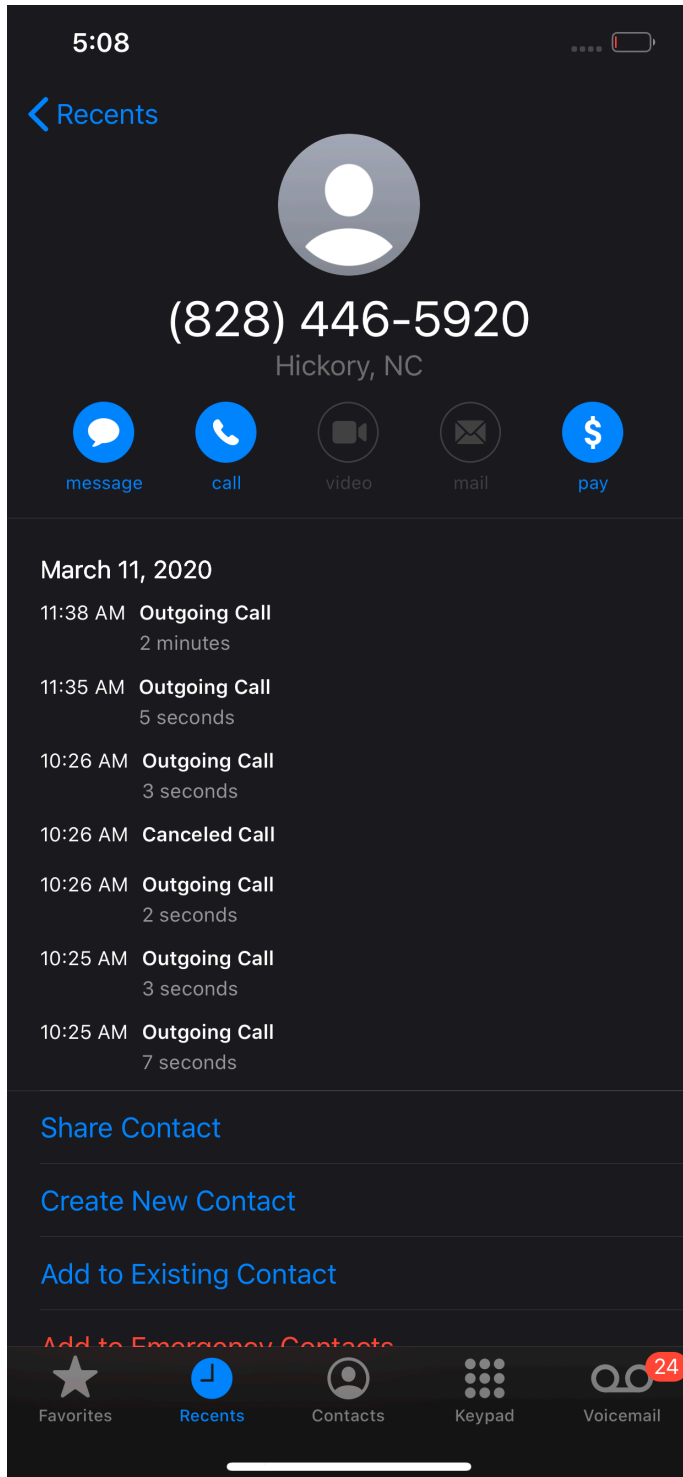 5:08
Recents
(828) 446-5920
Hickory, NC
message call video mail pay
March 11, 2020
11:38 AM Outgoing Call
2 minutes
11:35 AM Outgoing Call
5 seconds
10:26 AM Outgoing Call
3 seconds
10:26 AM Canceled Call
10:26 AM Outgoing Call
2 seconds
10:25 AM Outgoing Call
3 seconds
10:25 AM Outgoing Call
7 seconds
Share Contact
Create New Contact
Add to Existing Contact
Add to Emergency Contacts
24
Favorites Recents Contacts Keypad Voicemail